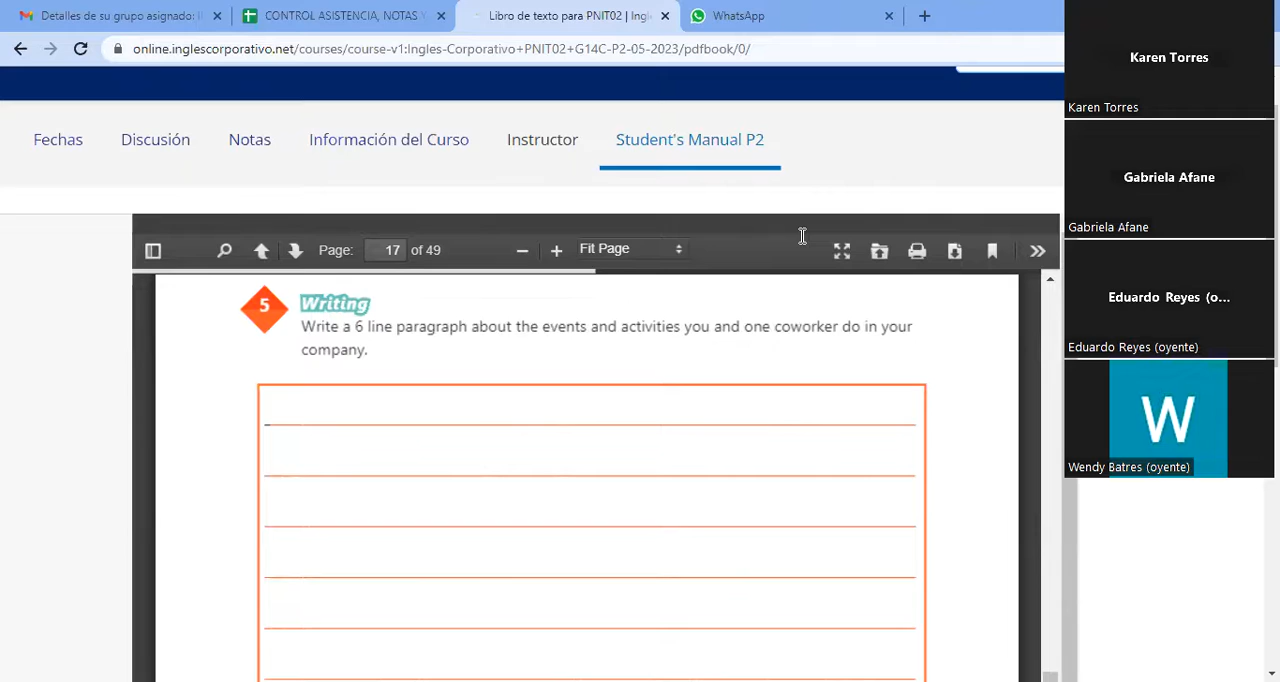 Detalles de su grupo asignado: I
CONTROL ASISTENCIA, NOTAS Y
Libro de texto para PNIT02 | Ingl
WhatsApp
online.inglescorporativo.net/courses/course-v1:Ingles-Corporativo+PNIT02+G14C-P2-05-2023/pdfbook/0/
Fechas Discusión Notas Información del Curso Instructor Student's Manual P2
Page: 17 of 49 Fit Page
5 Writing
Write a 6 line paragraph about the events and activities you and one coworker do in your
company.
Karen Torres
Karen Torres
Gabriela Afane
Gabriela Afane
Eduardo Reyes (o...
Eduardo Reyes (oyente)
W
Wendy Batres (oyente)